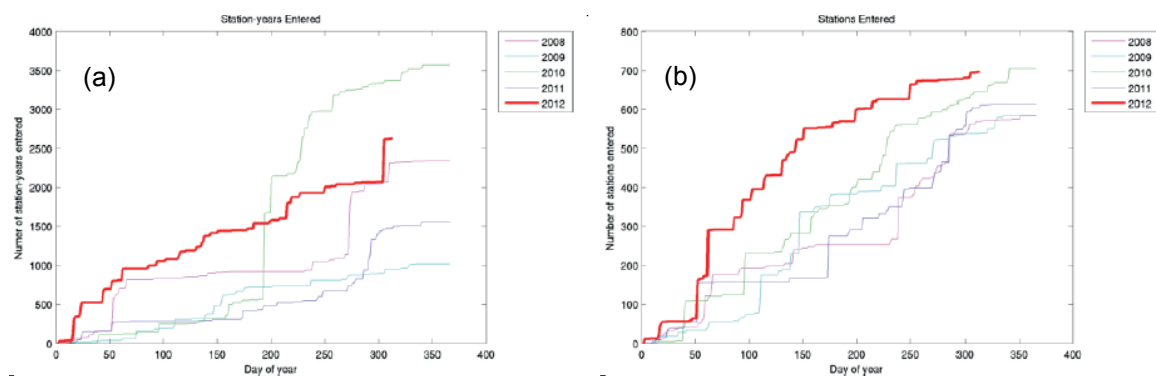 Station-years Entered
(a)
4000
3500
3000
2500
2000
1500
1000
500
0
Numer of station-years entered
0 50 100 150 200 250 300 350 400
Day of year
2008
2009
2010
2011
2012
Stations Entered
(b)
800
700
600
500
400
300
200
100
0
Number of stations entered
0 50 100 150 200 250 300 350 400
Day of year
2008
2009
2010
2011
2012